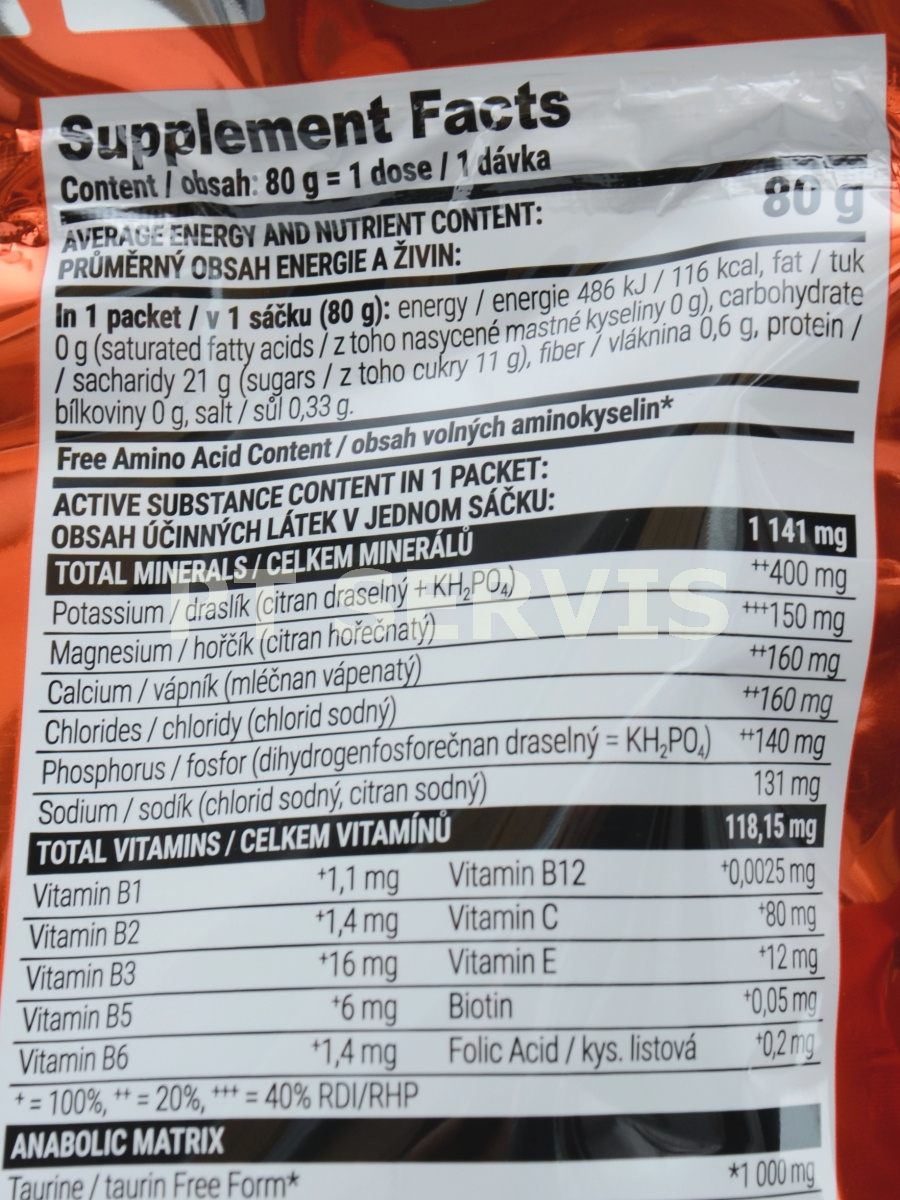 Supplement Facts
Content / obsah: 80 g = 1 dose / 1 dávka
80 g
AVERAGE ENERGY AND NUTRIENT CONTENT:
PRŮMĚRNÝ OBSAH ENERGIE A ŽIVIN:
In 1 packet / v 1 sáčku (80 g): energy / energie 486 kJ / 116 kcal, fat / tuk
0 g (saturated fatty acids / z toho nasycené mastné kyseliny 0 g), carbohydrate
/ sacharidy 21 g (sugars / z toho cukry 11 g), fiber / vláknina 0,6 g, protein /
bílkoviny 0 g, salt / sůl 0,33 g.
Free Amino Acid Content / obsah volných aminokyselin*
ACTIVE SUBSTANCE CONTENT IN 1 PACKET:
OBSAH ÚČINNÝCH LÁTEK V JEDNOM SÁČKU:
TOTAL MINERALS / CELKEM MINERÁLŮ 1 141 mg
Potassium / draslík (citran draselný + KH₂PO₄) ++400 mg
Magnesium / hořčík (citran hořečnatý) +++150 mg
Calcium / vápník (mléčnan vápenatý) ++160 mg
Chlorides / chloridy (chlorid sodný) ++160 mg
Phosphorus / fosfor (dihydrogenfosforečnan draselný = KH₂PO₄) ++140 mg
Sodium / sodík (chlorid sodný, citran sodný) 131 mg
TOTAL VITAMINS / CELKEM VITAMÍNŮ 118,15 mg
Vitamin B1 +1,1 mg Vitamin B12 +0,0025 mg
Vitamin B2 +1,4 mg Vitamin C +80 mg
Vitamin B3 +16 mg Vitamin E +12 mg
Vitamin B5 +6 mg Biotin +0,05 mg
Vitamin B6 +1,4 mg Folic Acid / kys. listová +0,2 mg
+ = 100%, ++ = 20%, +++ = 40% RDI/RHP
ANABOLIC MATRIX
Taurine / taurin Free Form* *1 000 mg
PT SERVIS